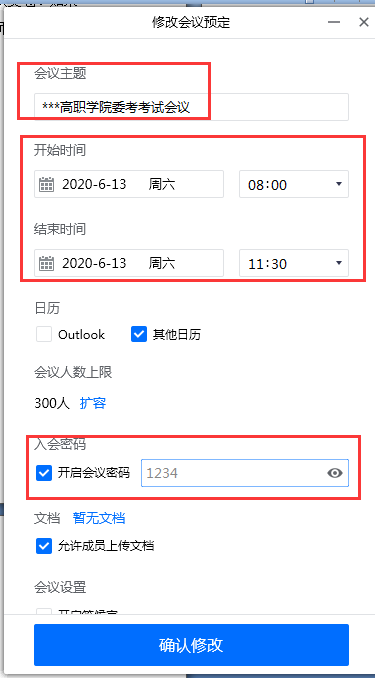 修改会议预定
会议主题
***高职学院委考考试会议
开始时间
2020-6-13 周六 08:00
结束时间
2020-6-13 周六 11:30
日历
Outlook 其他日历
会议人数上限
300人 扩容
入会密码
开启会议密码 1234
文档 暂无文档
允许成员上传文档
会议设置
确认修改